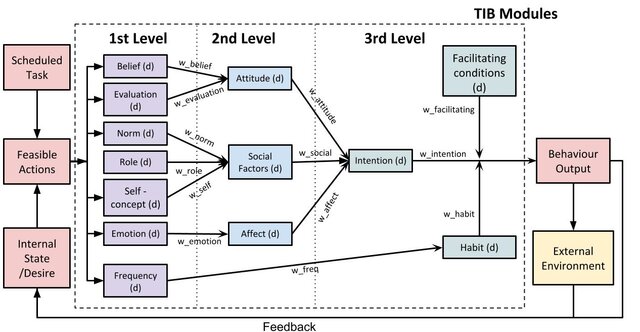 TIB Modules
1st Level
2nd Level
3rd Level
Scheduled
Task
Feasible
Actions
Internal
State
/Desire
Belief (d)
Evaluation
(d)
Norm (d)
Role (d)
Self -
concept (d)
Emotion (d)
Frequency
(d)
w_belief
w_evaluation
w_norm
w_role
w_self
w_emotion
w_freq
Attitude (d)
Social
Factors (d)
Affect (d)
w_attitude
w_social
w_affect
Intention (d)
Facilitating
conditions
(d)
w_facilitating
w_intention
w_habit
Habit (d)
Behaviour
Output
External
Environment
Feedback